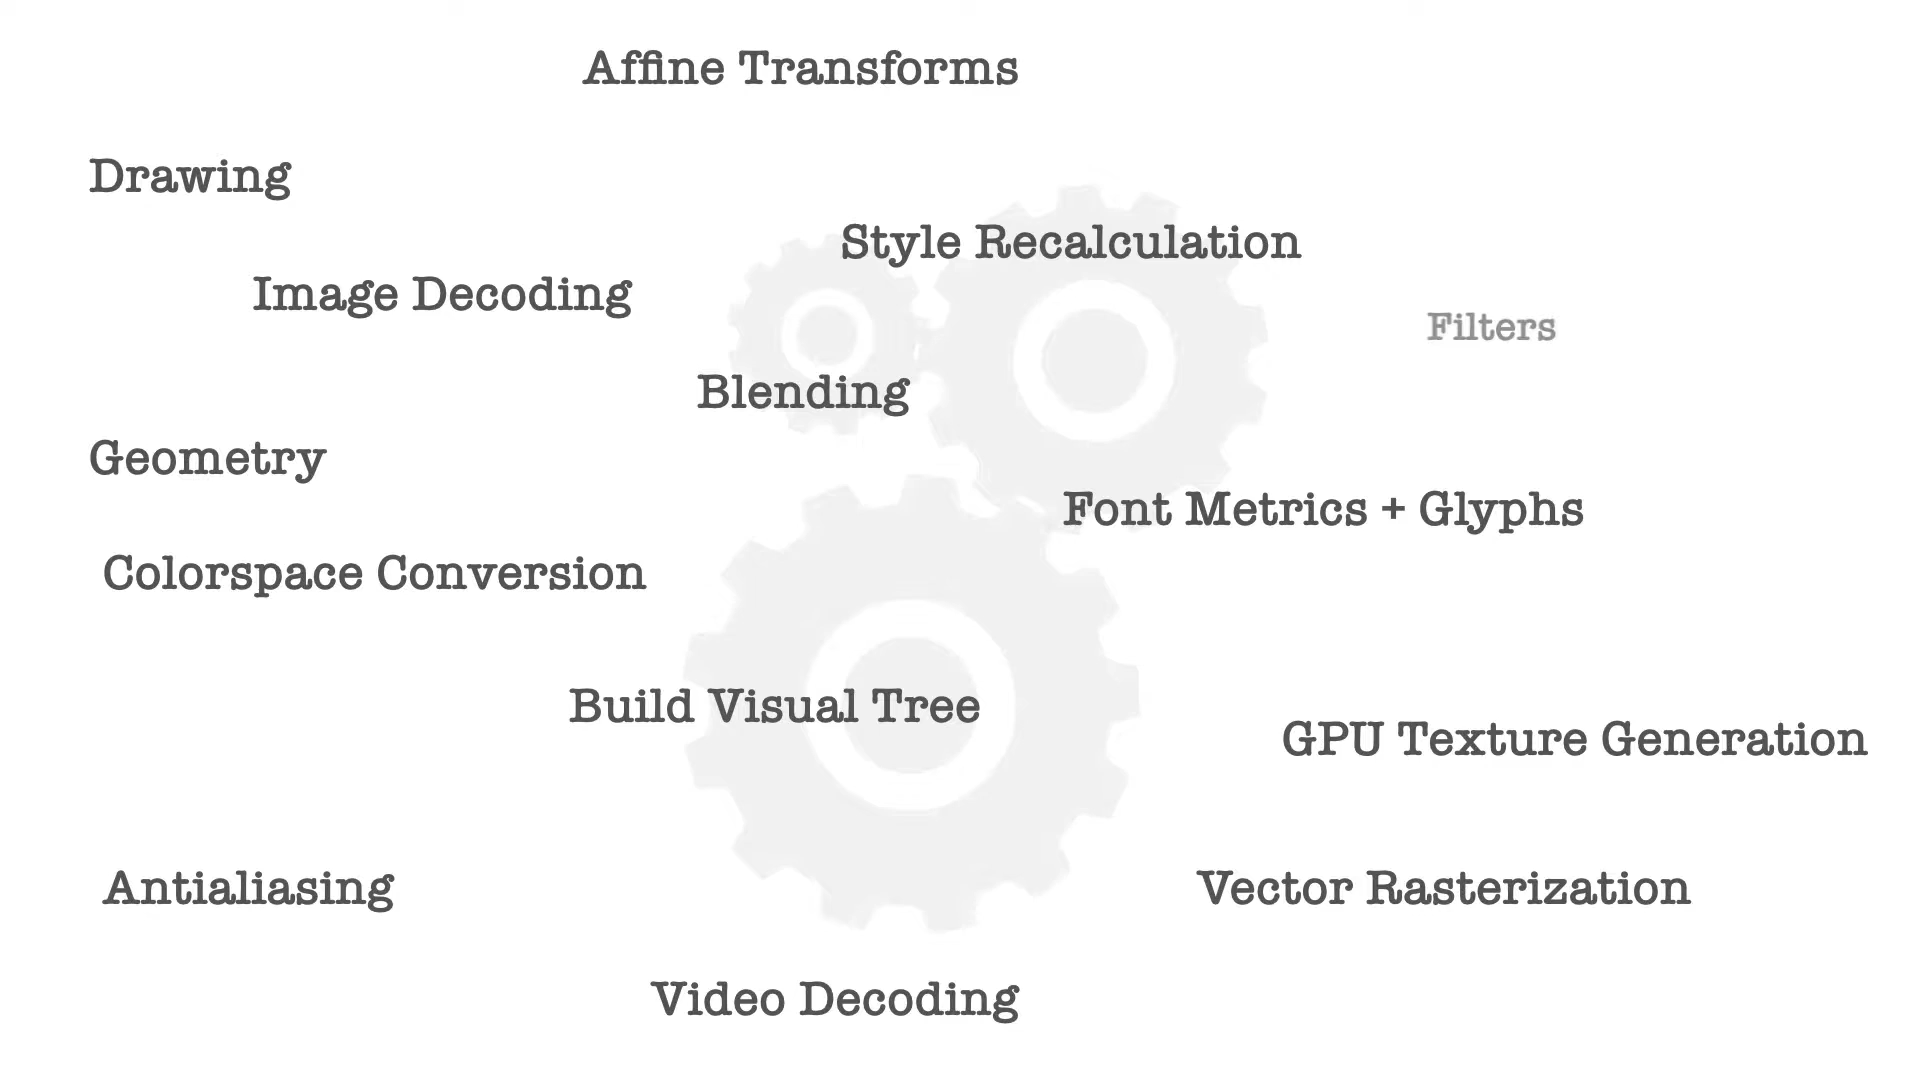 Affine Transforms
Drawing
Style Recalculation
Image Decoding
Filters
Blending
Geometry
Font Metrics + Glyphs
Colorspace Conversion
Build Visual Tree
GPU Texture Generation
Antialiasing
Vector Rasterization
Video Decoding